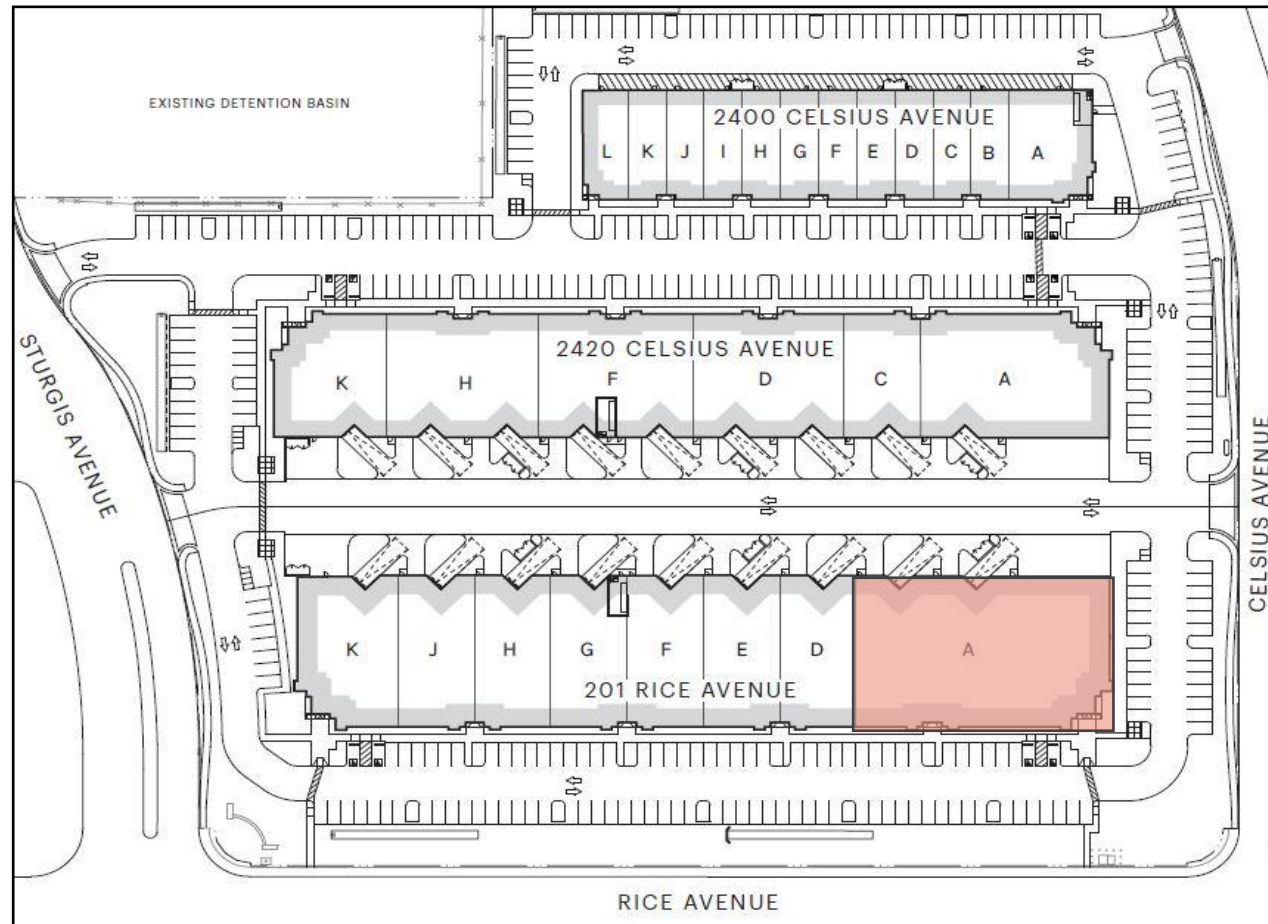 EXISTING DETENTION BASIN
2400 CELSIUS AVENUE
L K J I H G F E D C B A
2420 CELSIUS AVENUE
K H F D C A
STURGIS AVENUE
CELSIUS AVENUE
K J H G F E D A
201 RICE AVENUE
RICE AVENUE